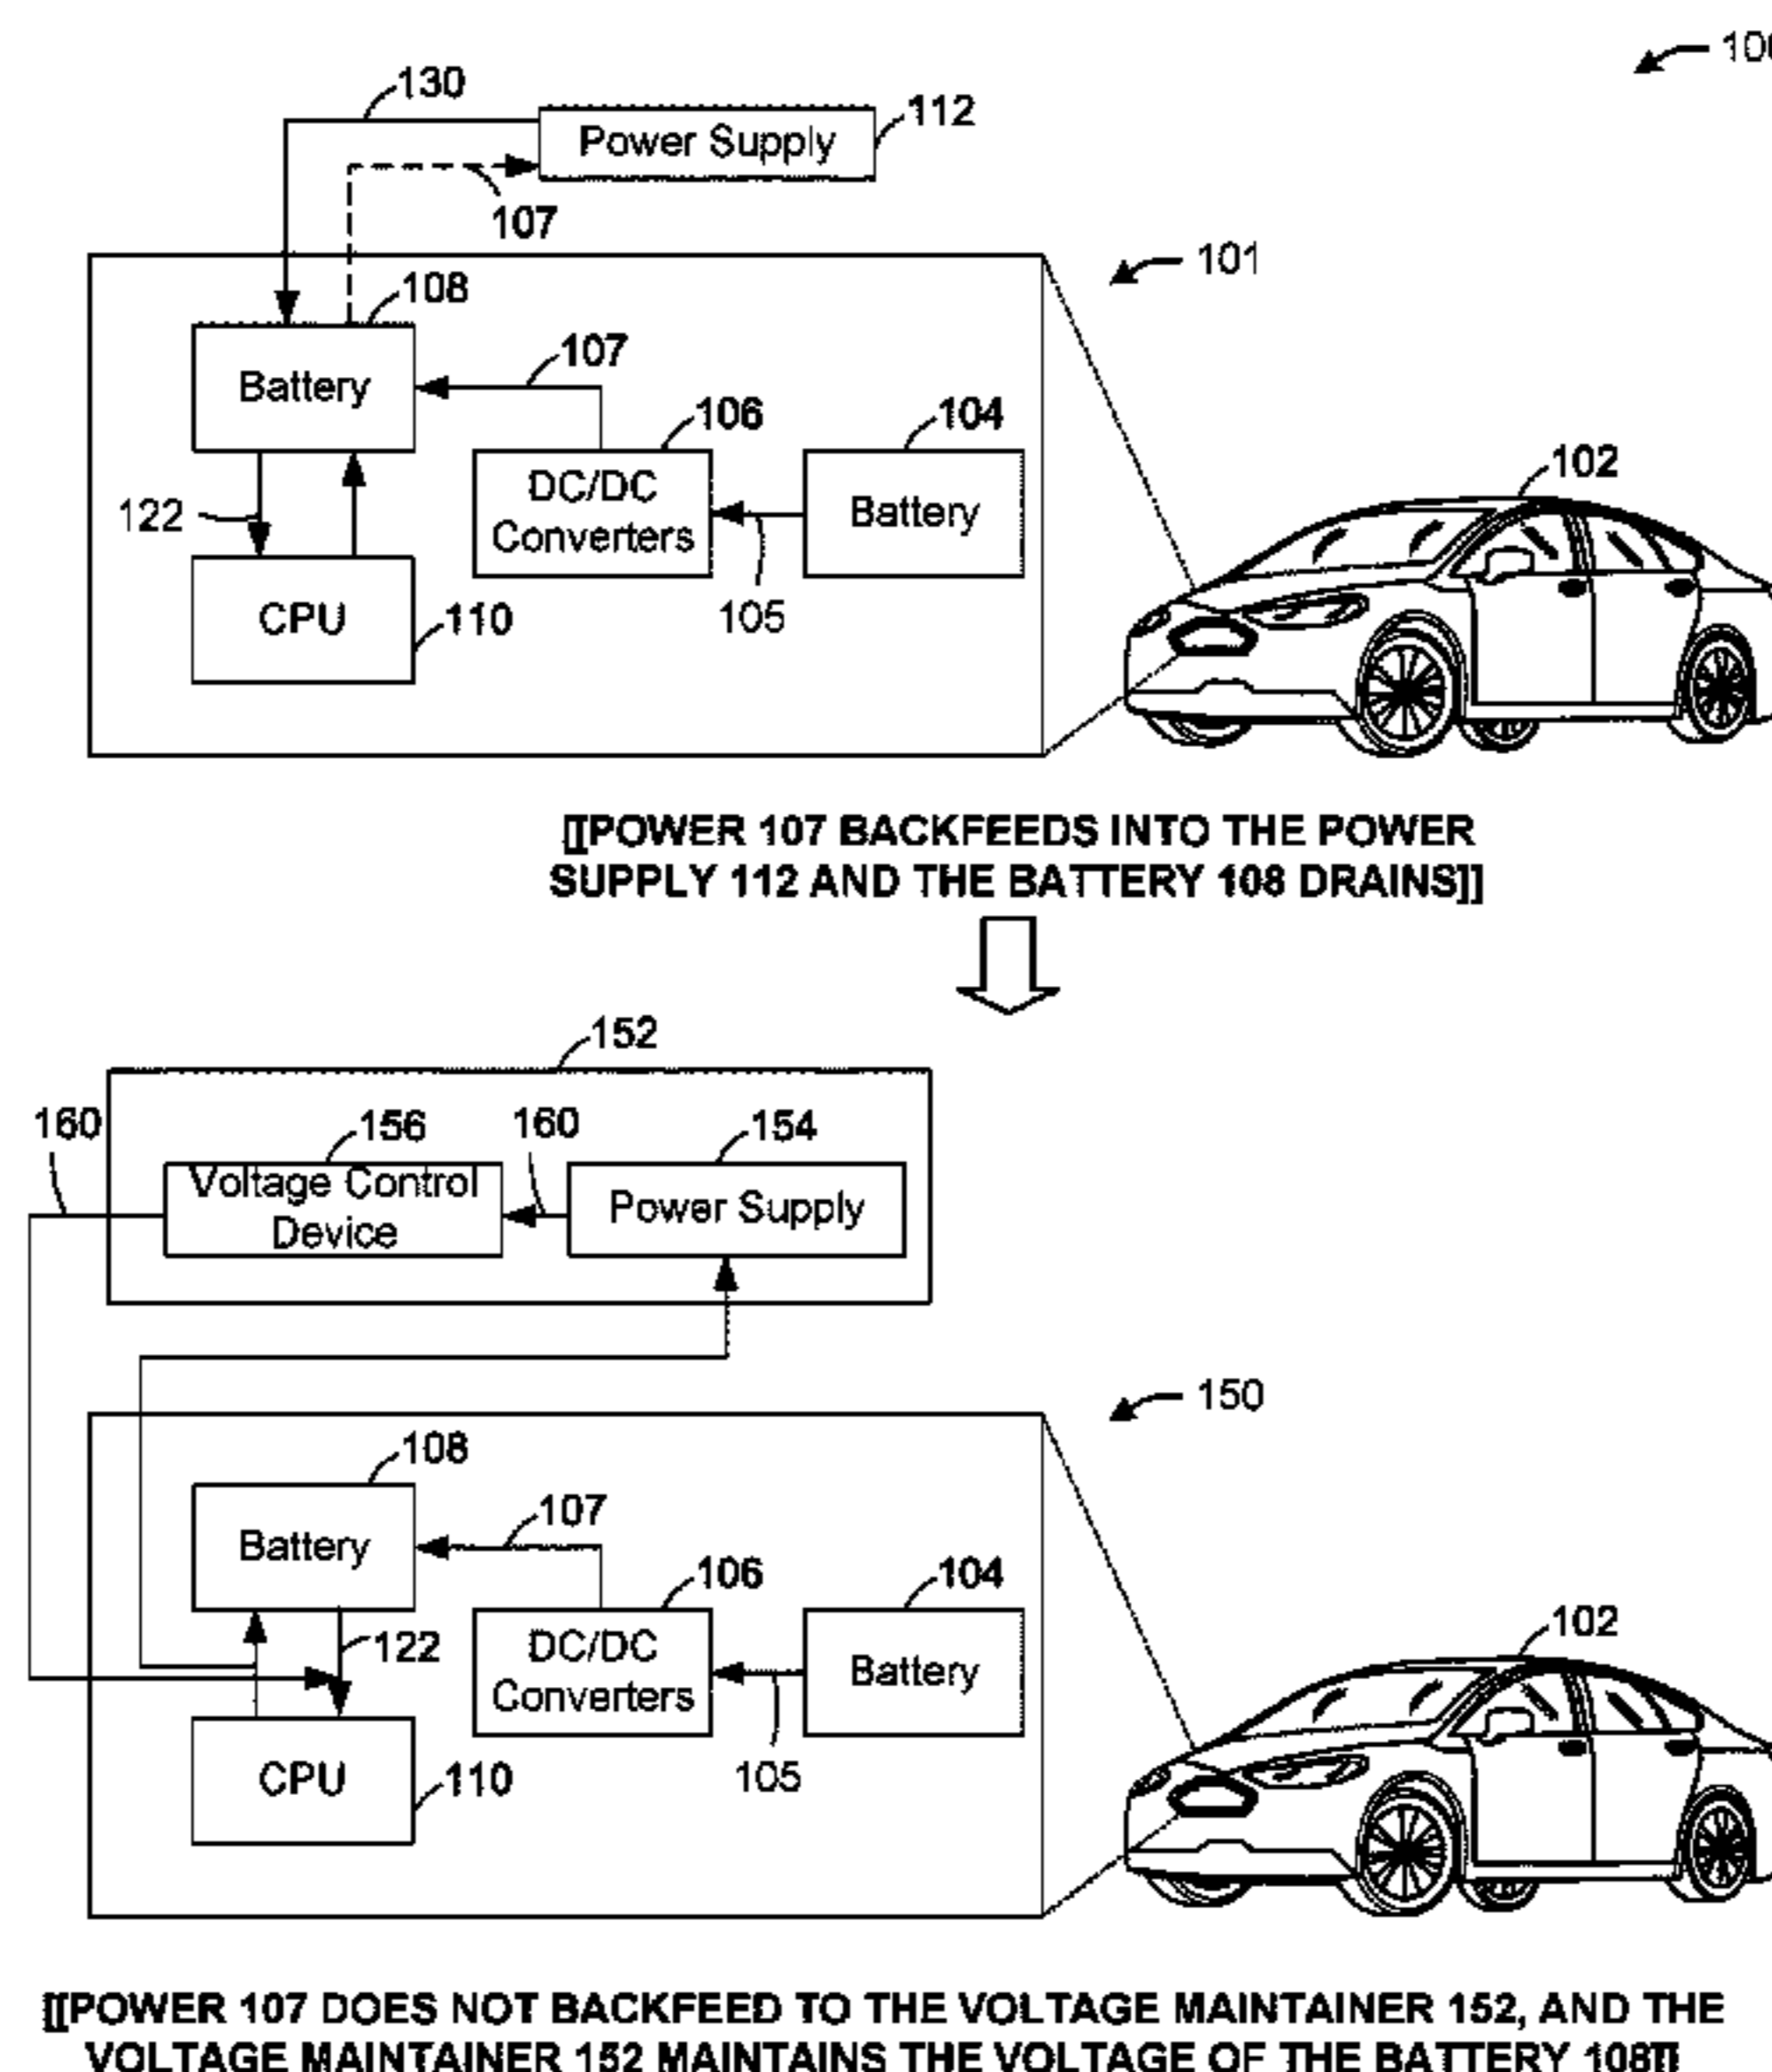 100
130
112
Power Supply
107
101
108
107
Battery
106
104
DC/DC
Converters
Battery
102
122
105
CPU
110
[[POWER 107 BACKFEEDS INTO THE POWER
SUPPLY 112 AND THE BATTERY 108 DRAINS]]
152
160
156
160
154
Voltage Control
Device
Power Supply
150
108
107
Battery
106
104
122
DC/DC
Converters
Battery
102
105
CPU
110
[[POWER 107 DOES NOT BACKFEED TO THE VOLTAGE MAINTAINER 152, AND THE
VOLTAGE MAINTAINER 152 MAINTAINS THE VOLTAGE OF THE BATTERY 108]]